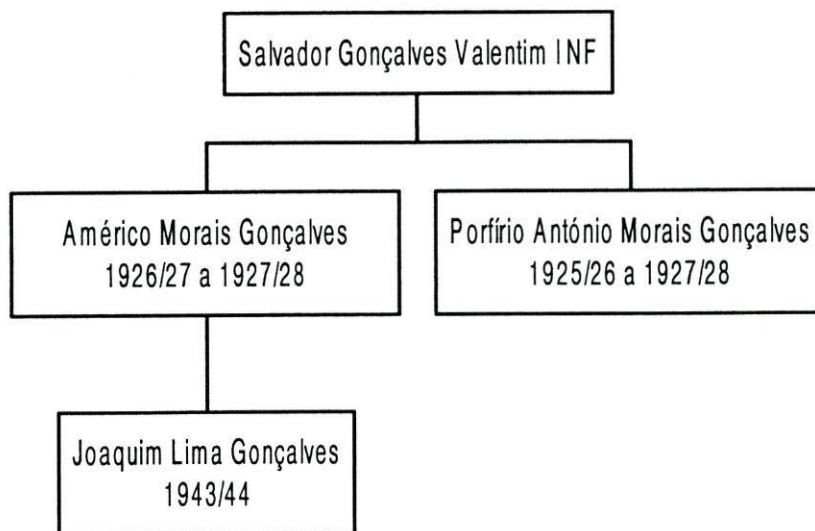 Salvador Gonçalves Valentim INF
Américo Morais Gonçalves
1926/27 a 1927/28
Porfírio António Morais Gonçalves
1925/26 a 1927/28
Joaquim Lima Gonçalves
1943/44